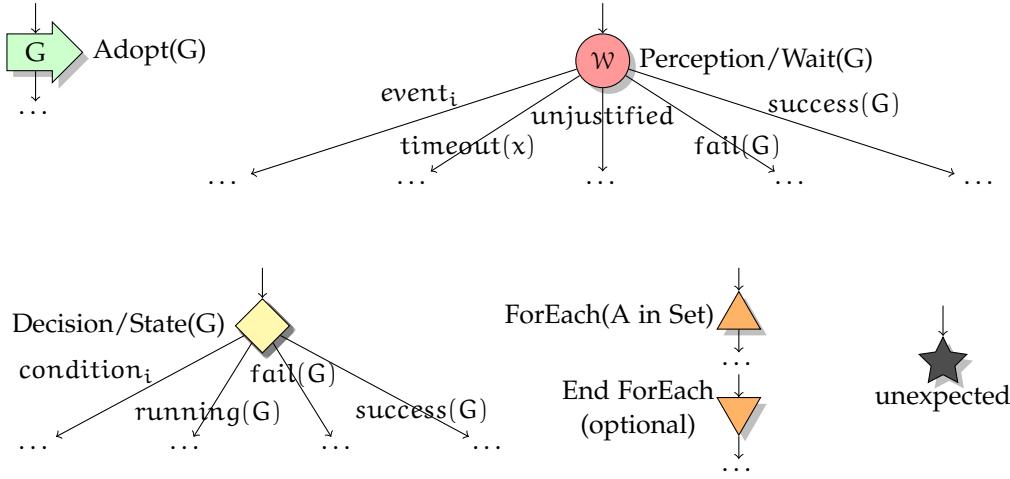 G Adopt(G)
...
𝒲 Perception/Wait(G)
event_i
timeout(x)
unjustified
fail(G)
success(G)
... ... ... ... ...
Decision/State(G)
condition_i
running(G)
fail(G)
success(G)
... ... ... ...
ForEach(A in Set)
...
End ForEach
(optional)
...
unexpected